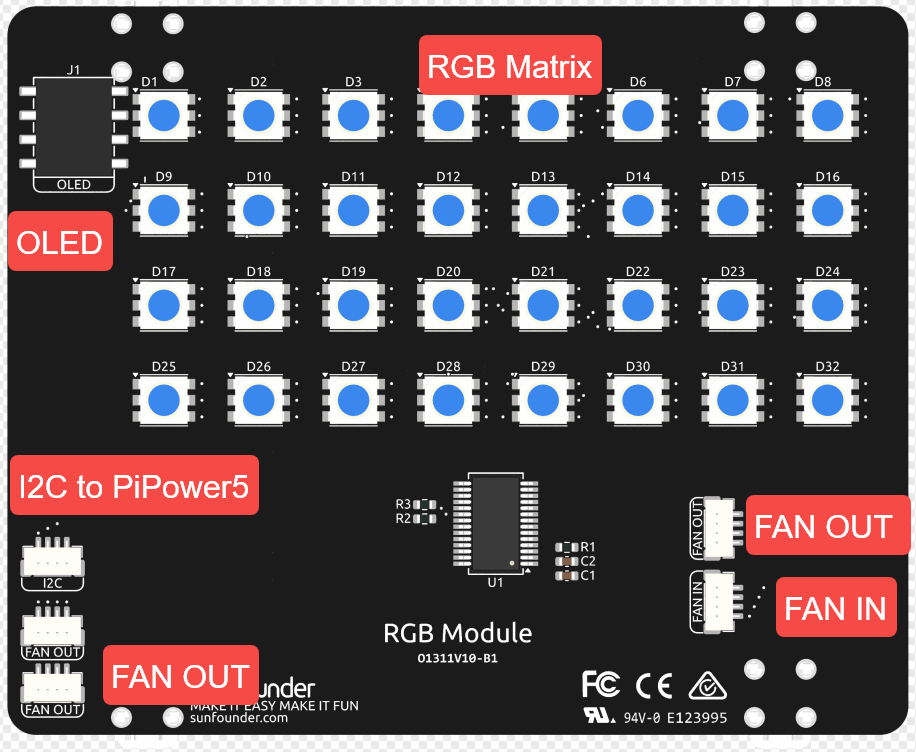 J1
RGB Matrix
D1 D2 D3 D6 D7 D8
OLED
D9 D10 D11 D12 D13 D14 D15 D16
OLED
D17 D18 D19 D20 D21 D22 D23 D24
D25 D26 D27 D28 D29 D30 D31 D32
I2C to PiPower5
R3
R2
FAN OUT
FAN OUT
R1
C2
C1
I2C
U1
FAN IN
FAN IN
RGB Module
O1311V10-B1
FAN OUT
FAN OUT
FAN OUT
under
MAKE IT EASY MAKE IT FUN
sunfounder.com
FC CE
94V-0 E123995